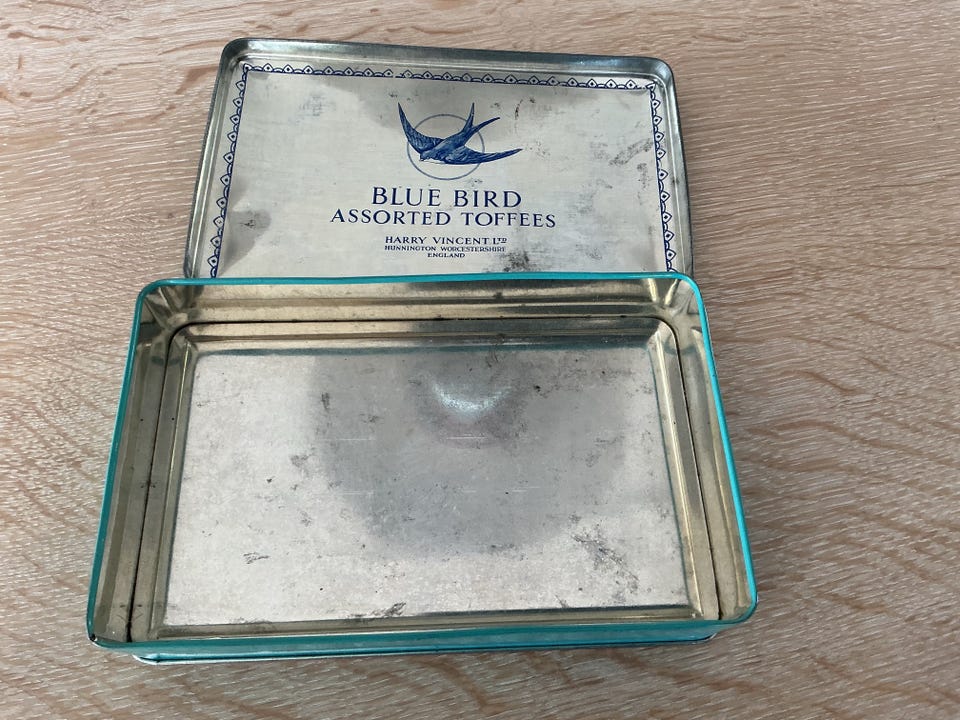 BLUE BIRD
ASSORTED TOFFEES
HARRY VINCENT LTD
HUNNINGTON WORCESTERSHIRE
ENGLAND